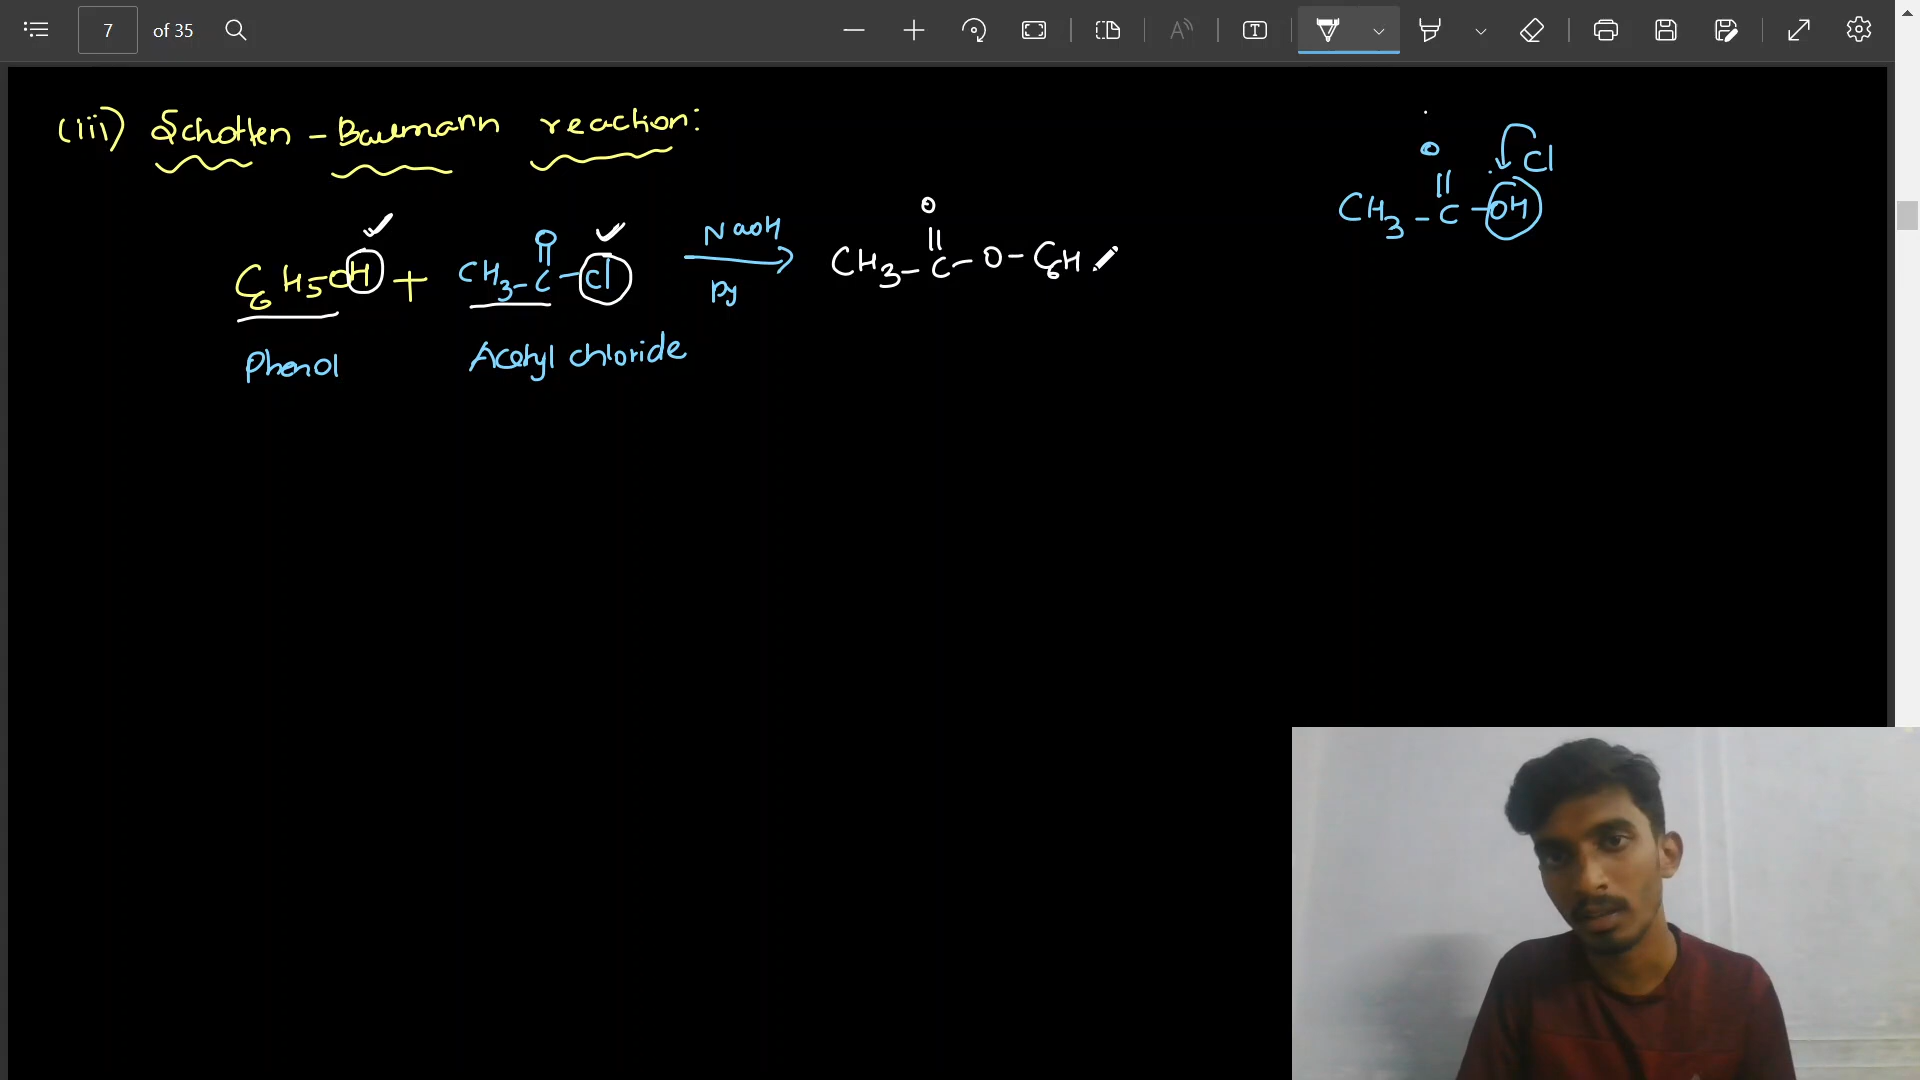 7 of 35
(iii) Schotten - Baumann reaction:
C6H5OH + CH3-C-Cl NaOH Py CH3-C-O-C6H
O
||
O
||
Phenol Acetyl chloride
O Cl
||
CH3-C-OH